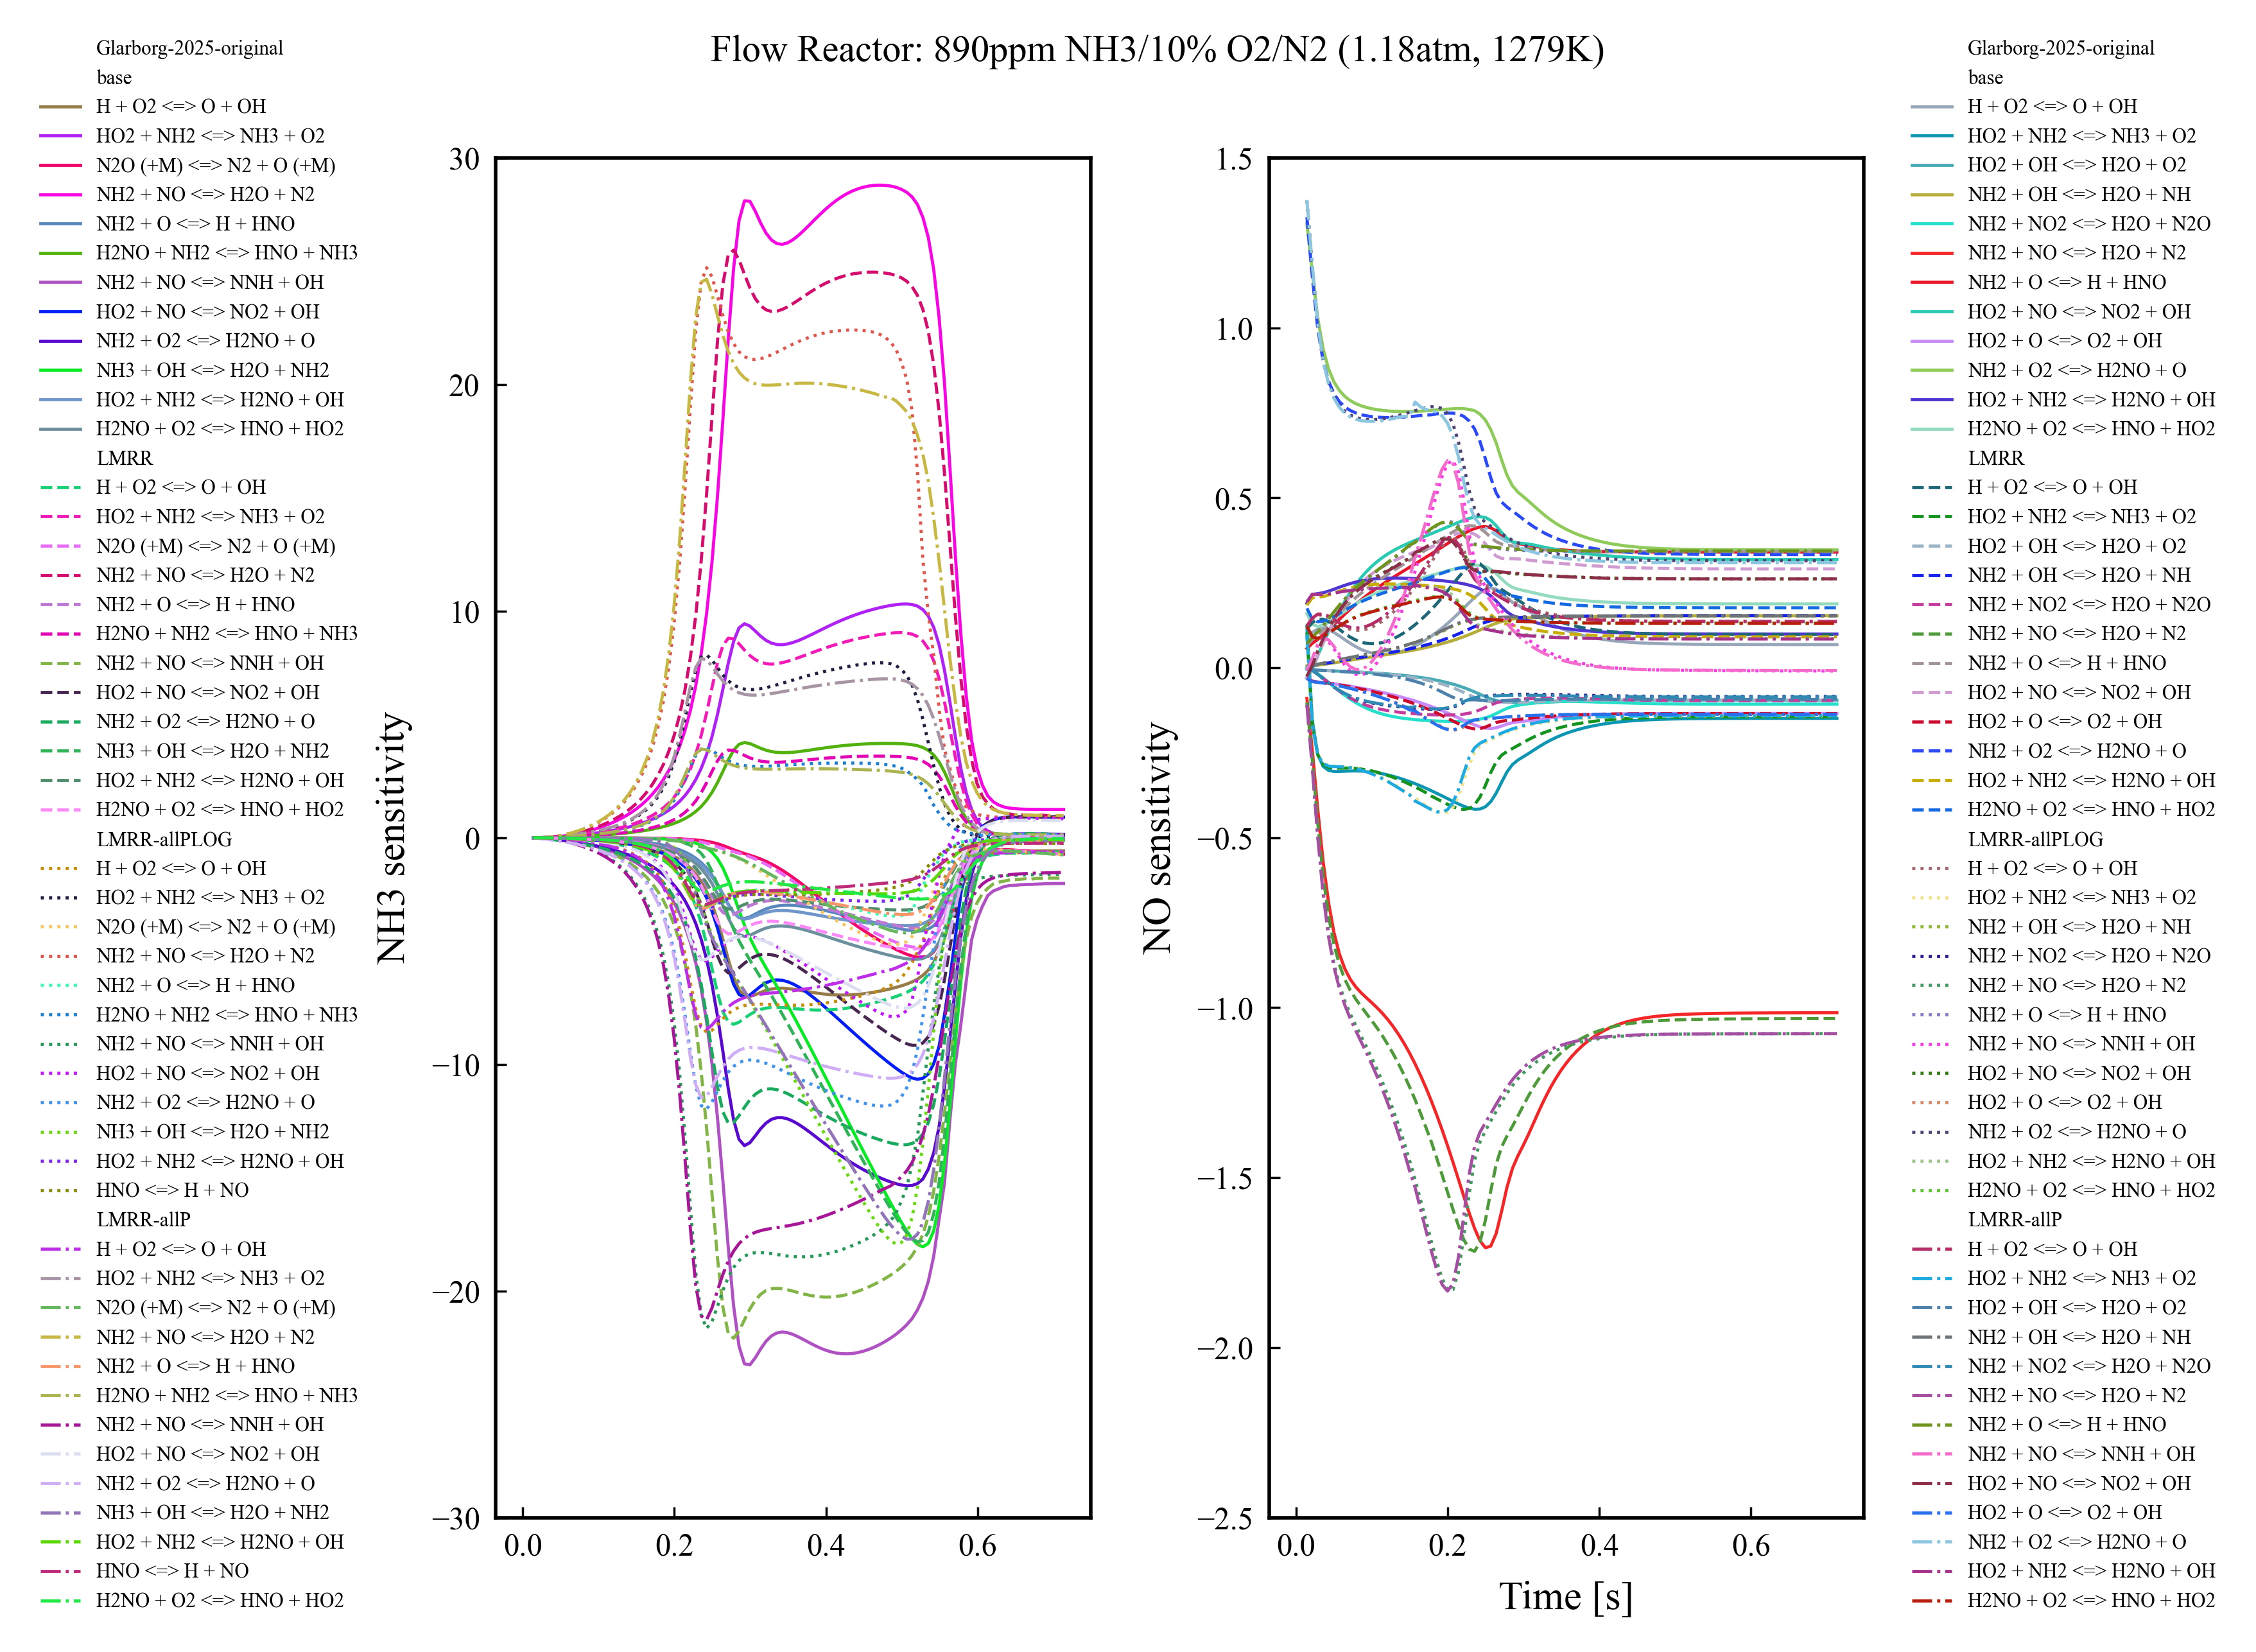 Flow Reactor: 890ppm NH3/10% O2/N2 (1.18atm, 1279K)
Glarborg-2025-original
base
H + O2 <=> O + OH
HO2 + NH2 <=> NH3 + O2
N2O (+M) <=> N2 + O (+M)
NH2 + NO <=> H2O + N2
NH2 + O <=> H + HNO
H2NO + NH2 <=> HNO + NH3
NH2 + NO <=> NNH + OH
HO2 + NO <=> NO2 + OH
NH2 + O2 <=> H2NO + O
NH3 + OH <=> H2O + NH2
HO2 + NH2 <=> H2NO + OH
H2NO + O2 <=> HNO + HO2
LMRR
H + O2 <=> O + OH
HO2 + NH2 <=> NH3 + O2
N2O (+M) <=> N2 + O (+M)
NH2 + NO <=> H2O + N2
NH2 + O <=> H + HNO
H2NO + NH2 <=> HNO + NH3
NH2 + NO <=> NNH + OH
HO2 + NO <=> NO2 + OH
NH2 + O2 <=> H2NO + O
NH3 + OH <=> H2O + NH2
HO2 + NH2 <=> H2NO + OH
H2NO + O2 <=> HNO + HO2
LMRR-allPLOG
H + O2 <=> O + OH
HO2 + NH2 <=> NH3 + O2
N2O (+M) <=> N2 + O (+M)
NH2 + NO <=> H2O + N2
NH2 + O <=> H + HNO
H2NO + NH2 <=> HNO + NH3
NH2 + NO <=> NNH + OH
HO2 + NO <=> NO2 + OH
NH2 + O2 <=> H2NO + O
NH3 + OH <=> H2O + NH2
HO2 + NH2 <=> H2NO + OH
HNO <=> H + NO
LMRR-allP
H + O2 <=> O + OH
HO2 + NH2 <=> NH3 + O2
N2O (+M) <=> N2 + O (+M)
NH2 + NO <=> H2O + N2
NH2 + O <=> H + HNO
H2NO + NH2 <=> HNO + NH3
NH2 + NO <=> NNH + OH
HO2 + NO <=> NO2 + OH
NH2 + O2 <=> H2NO + O
NH3 + OH <=> H2O + NH2
HO2 + NH2 <=> H2NO + OH
HNO <=> H + NO
H2NO + O2 <=> HNO + HO2
NH3 sensitivity
30
20
10
0
−10
−20
−30
0.0 0.2 0.4 0.6
NO sensitivity
1.5
1.0
0.5
0.0
−0.5
−1.0
−1.5
−2.0
−2.5
0.0 0.2 0.4 0.6
Time [s]
Glarborg-2025-original
base
H + O2 <=> O + OH
HO2 + NH2 <=> NH3 + O2
HO2 + OH <=> H2O + O2
NH2 + OH <=> H2O + NH
NH2 + NO2 <=> H2O + N2O
NH2 + NO <=> H2O + N2
NH2 + O <=> H + HNO
HO2 + NO <=> NO2 + OH
HO2 + O <=> O2 + OH
NH2 + O2 <=> H2NO + O
HO2 + NH2 <=> H2NO + OH
H2NO + O2 <=> HNO + HO2
LMRR
H + O2 <=> O + OH
HO2 + NH2 <=> NH3 + O2
HO2 + OH <=> H2O + O2
NH2 + OH <=> H2O + NH
NH2 + NO2 <=> H2O + N2O
NH2 + NO <=> H2O + N2
NH2 + O <=> H + HNO
HO2 + NO <=> NO2 + OH
HO2 + O <=> O2 + OH
NH2 + O2 <=> H2NO + O
HO2 + NH2 <=> H2NO + OH
H2NO + O2 <=> HNO + HO2
LMRR-allPLOG
H + O2 <=> O + OH
HO2 + NH2 <=> NH3 + O2
NH2 + OH <=> H2O + NH
NH2 + NO2 <=> H2O + N2O
NH2 + NO <=> H2O + N2
NH2 + O <=> H + HNO
NH2 + NO <=> NNH + OH
HO2 + NO <=> NO2 + OH
HO2 + O <=> O2 + OH
NH2 + O2 <=> H2NO + O
HO2 + NH2 <=> H2NO + OH
H2NO + O2 <=> HNO + HO2
LMRR-allP
H + O2 <=> O + OH
HO2 + NH2 <=> NH3 + O2
HO2 + OH <=> H2O + O2
NH2 + OH <=> H2O + NH
NH2 + NO2 <=> H2O + N2O
NH2 + NO <=> H2O + N2
NH2 + O <=> H + HNO
NH2 + NO <=> NNH + OH
HO2 + NO <=> NO2 + OH
HO2 + O <=> O2 + OH
NH2 + O2 <=> H2NO + O
HO2 + NH2 <=> H2NO + OH
H2NO + O2 <=> HNO + HO2